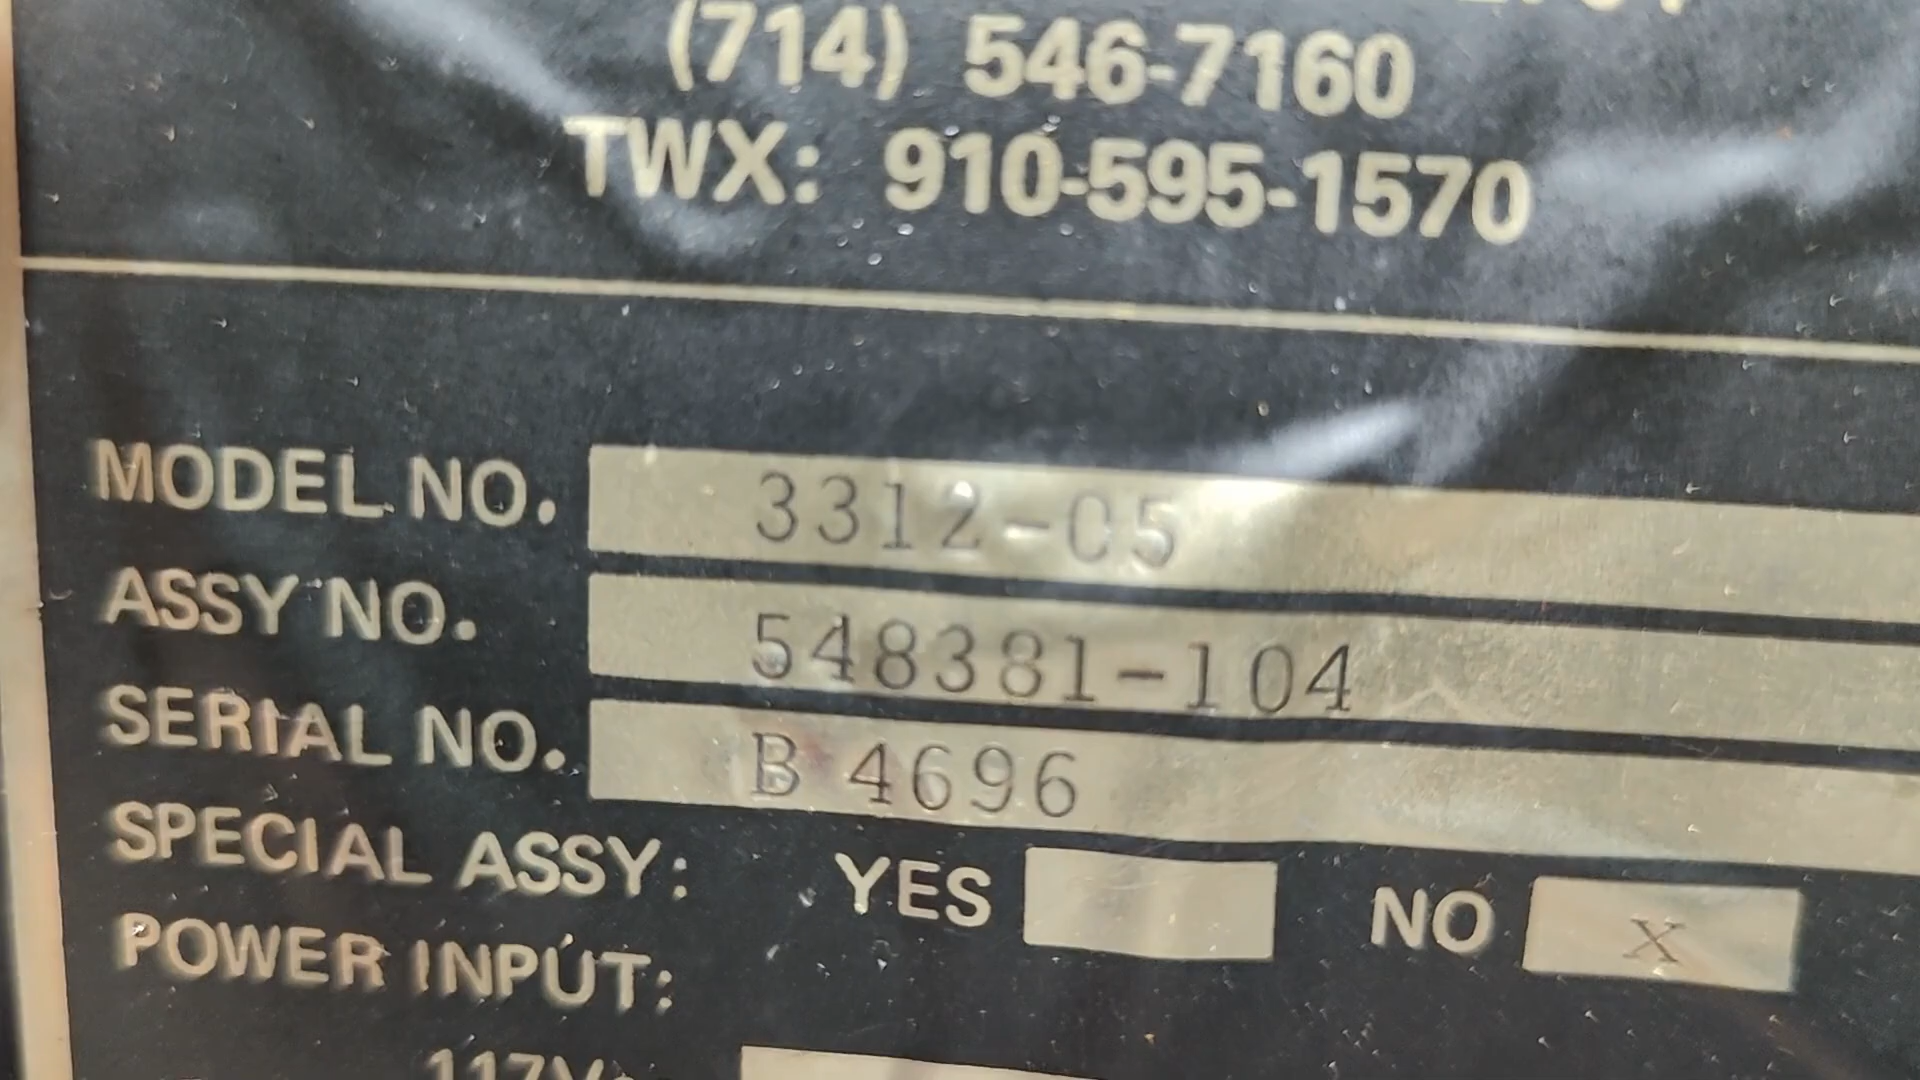 (714) 546-7160
TWX: 910-595-1570
MODEL NO. 3312-05
ASSY NO. 548381-104
SERIAL NO. B 4696
SPECIAL ASSY: YES NO X
POWER INPUT: